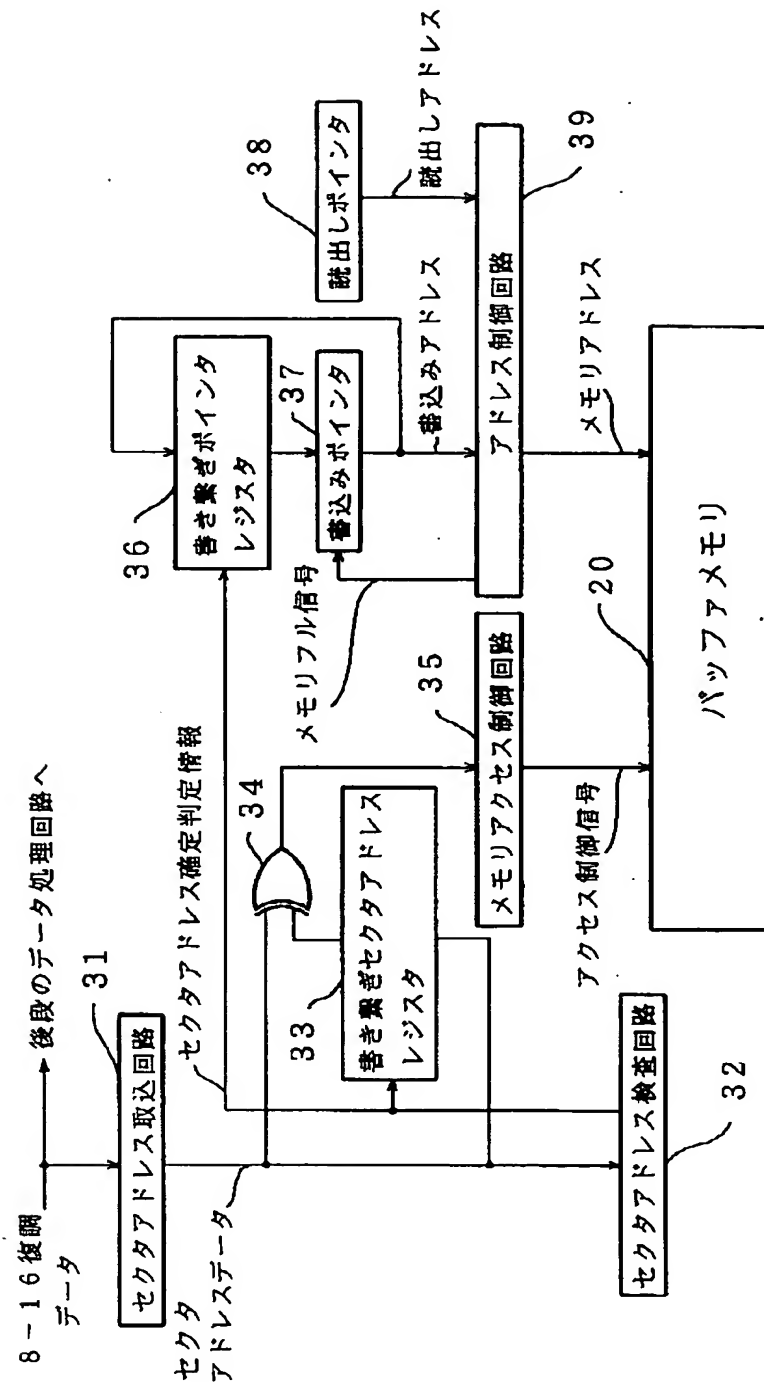 8-16復調
データ
後段のデータ処理回路へ
31
セクタアドレス取込回路
セクタ
アドレスデータ
セクタアドレス確定判定情報
34
33
書き繋ぎセクタアドレス
レジスタ
32
セクタアドレス検査回路
36
書き繋ぎポインタ
レジスタ
37
書込みポインタ
38
読出しポインタ
読出しアドレス
書込みアドレス
メモリフル信号
35
メモリアクセス制御回路
39
アドレス制御回路
アクセス制御信号
メモリアドレス
20
バッファメモリ